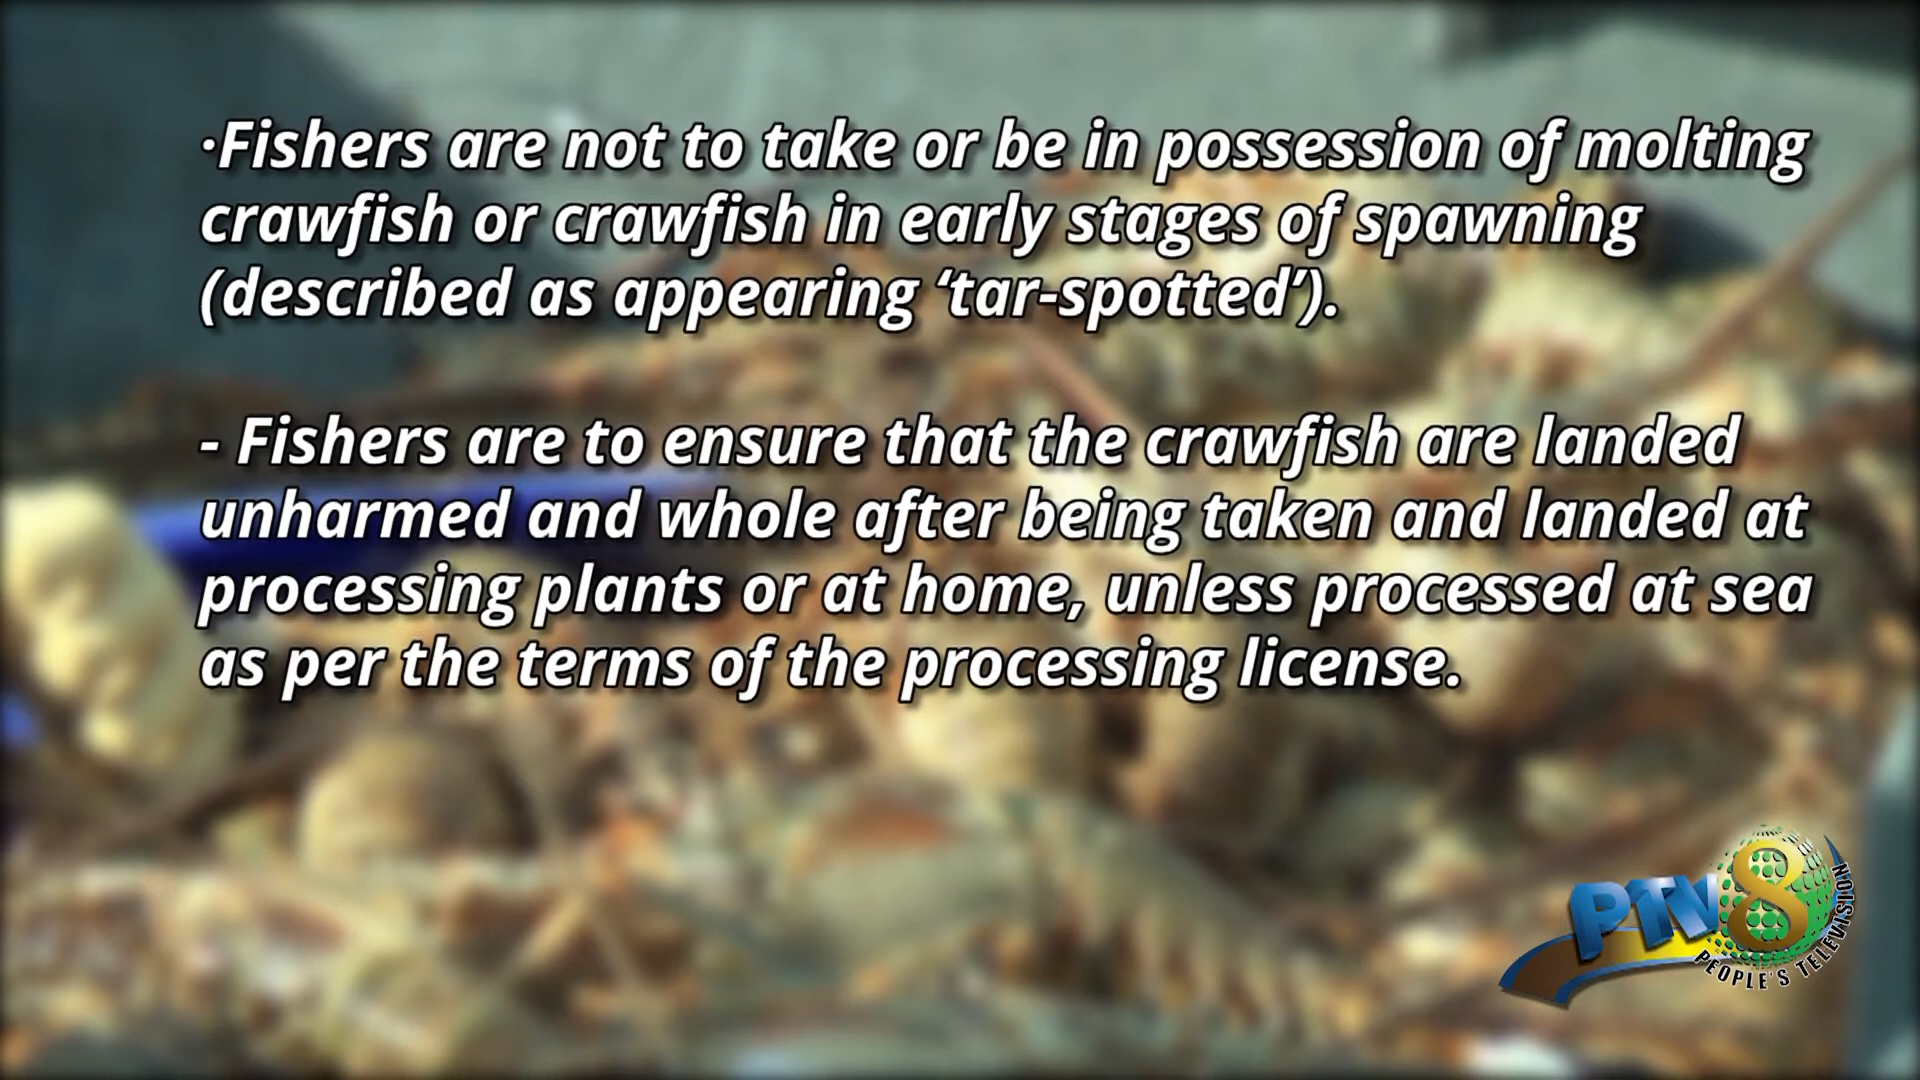 ·Fishers are not to take or be in possession of molting
crawfish or crawfish in early stages of spawning
(described as appearing ‘tar-spotted’).
- Fishers are to ensure that the crawfish are landed
unharmed and whole after being taken and landed at
processing plants or at home, unless processed at sea
as per the terms of the processing license.
PTV8
PEOPLE'S TELEVISION